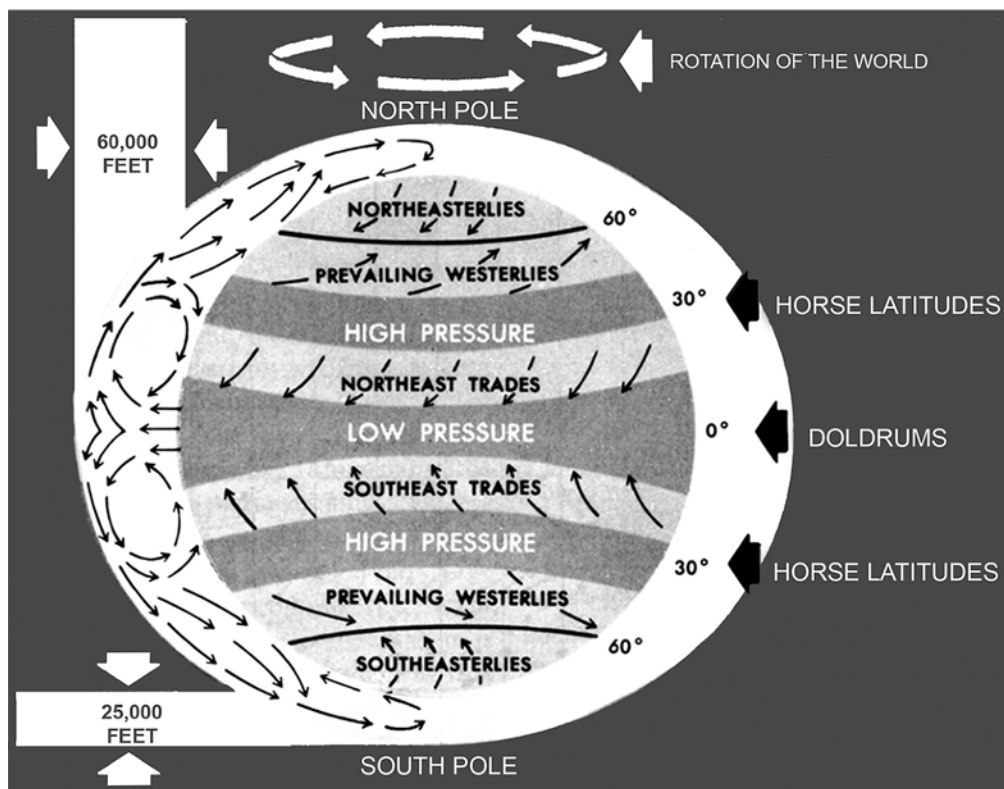 ROTATION OF THE WORLD
NORTH POLE
60,000
FEET
NORTHEASTERLIES
60°
PREVAILING WESTERLIES
30°
HORSE LATITUDES
HIGH PRESSURE
NORTHEAST TRADES
LOW PRESSURE
0°
DOLDRUMS
SOUTHEAST TRADES
HIGH PRESSURE
30°
HORSE LATITUDES
PREVAILING WESTERLIES
60°
SOUTHEASTERLIES
25,000
FEET
SOUTH POLE